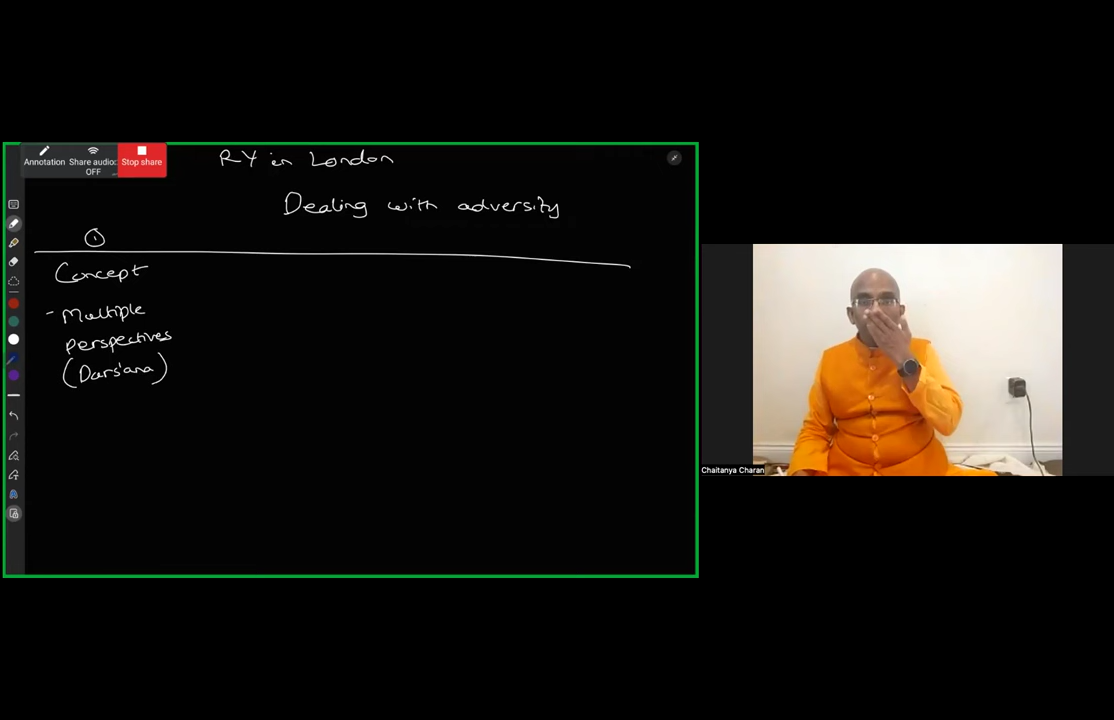 RY in London
Annotation
Share audio: OFF
Stop share
Dealing with adversity
1
Concept
- Multiple
perspectives
(Darśana)
Chaitanya Charan